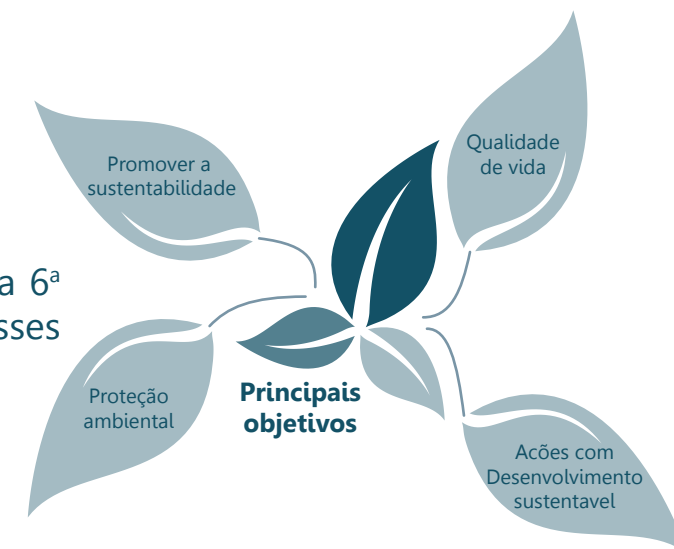 Qualidade
de vida
Promover a
sustentabilidade
a 6ª
sses
Proteção
ambiental
Principais
objetivos
Acões com
Desenvolvimento
sustentavel